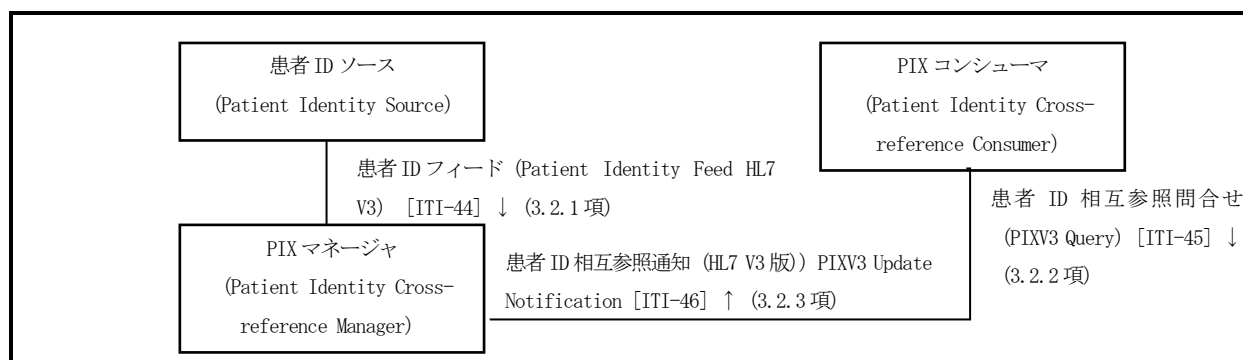 患者 ID ソース
(Patient Identity Source)
PIX コンシューマ
(Patient Identity Cross-
reference Consumer)
患者 ID フィード (Patient Identity Feed HL7
V3) [ITI-44] ↓ (3.2.1 項)
患者 ID 相互参照問合せ
(PIXV3 Query) [ITI-45] ↓
(3.2.2 項)
PIX マネージャ
(Patient Identity Cross-
reference Manager)
患者 ID 相互参照通知 (HL7 V3 版)) PIXV3 Update
Notification [ITI-46] ↑ (3.2.3 項)